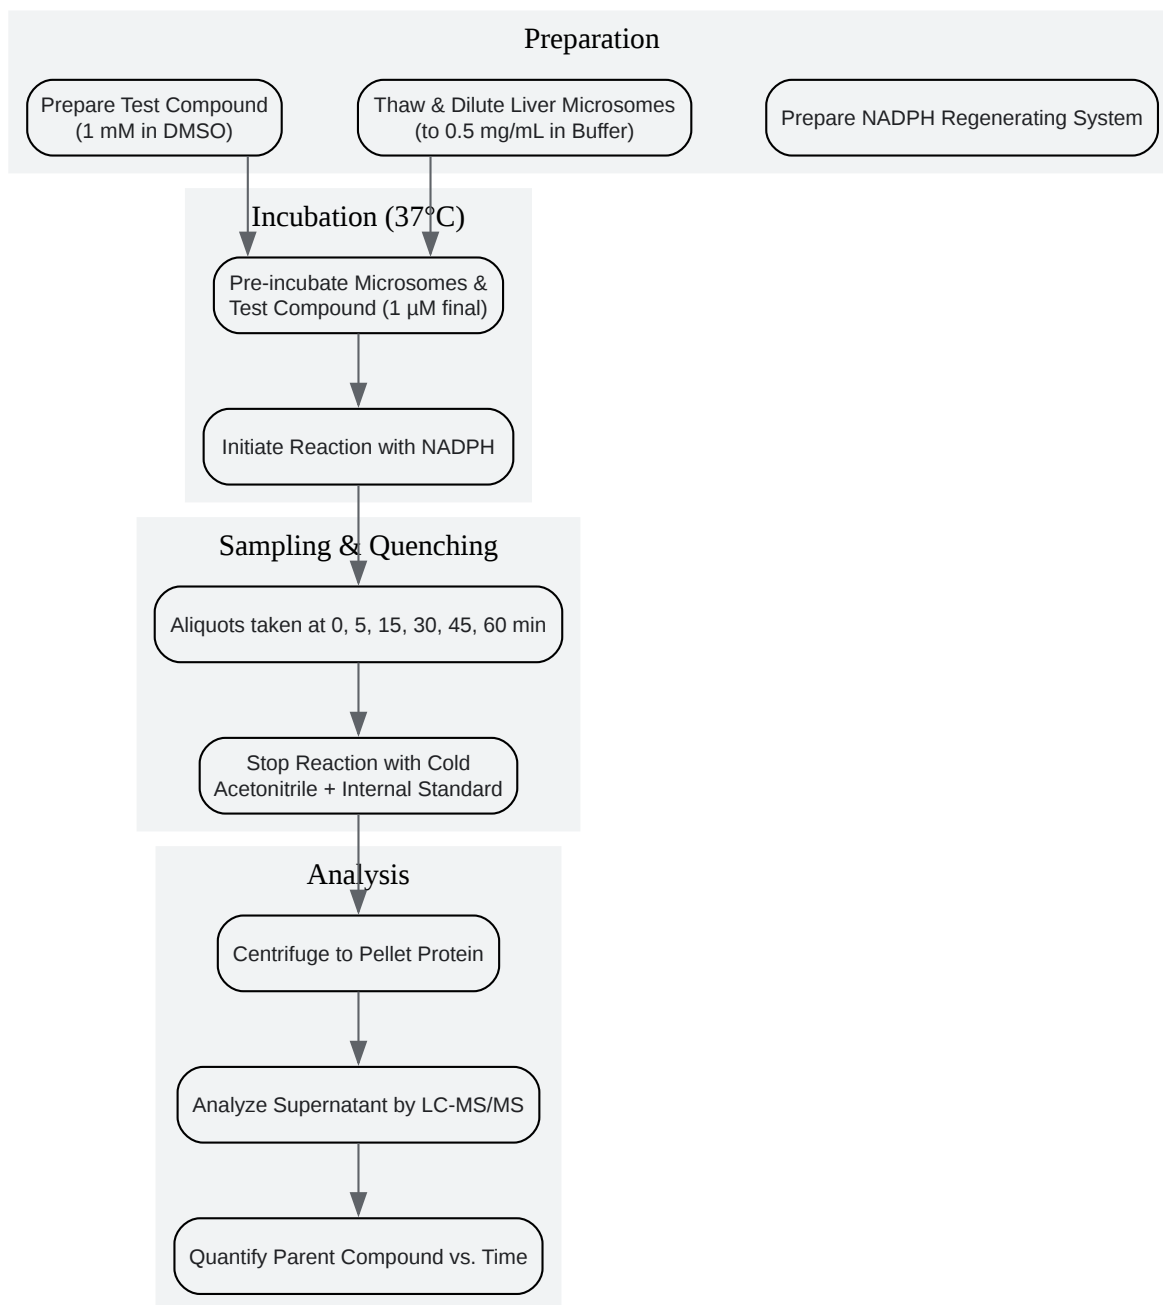 Preparation
Prepare Test Compound
(1 mM in DMSO)
Thaw & Dilute Liver Microsomes
(to 0.5 mg/mL in Buffer)
Prepare NADPH Regenerating System
Incubation (37°C)
Pre-incubate Microsomes &
Test Compound (1 µM final)
Initiate Reaction with NADPH
Sampling & Quenching
Aliquots taken at 0, 5, 15, 30, 45, 60 min
Stop Reaction with Cold
Acetonitrile + Internal Standard
Analysis
Centrifuge to Pellet Protein
Analyze Supernatant by LC-MS/MS
Quantify Parent Compound vs. Time